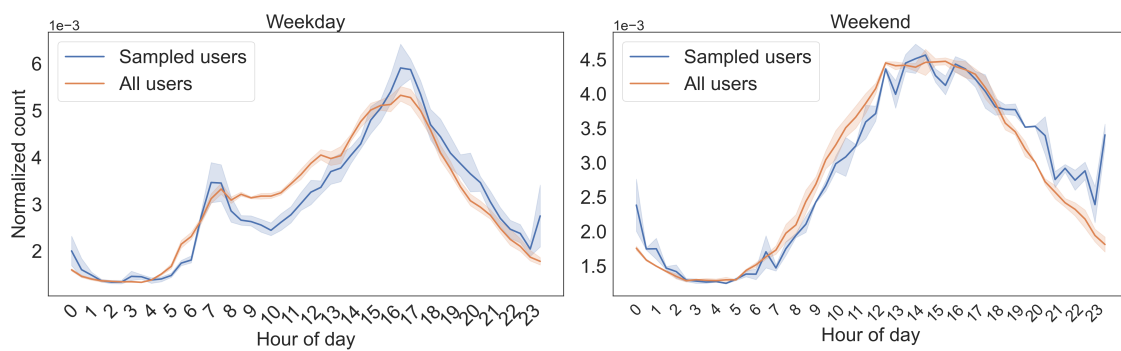 Weekday
1e−3
Sampled users
All users
6
5
4
3
2
Normalized count
0 1 2 3 4 5 6 7 8 9 10 11 12 13 14 15 16 17 18 19 20 21 22 23
Hour of day
Weekend
1e−3
Sampled users
All users
4.5
4.0
3.5
3.0
2.5
2.0
1.5
0 1 2 3 4 5 6 7 8 9 10 11 12 13 14 15 16 17 18 19 20 21 22 23
Hour of day